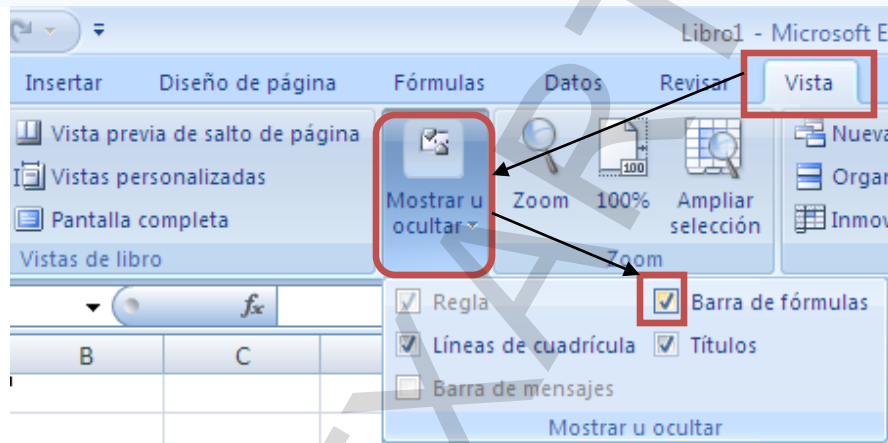 Libro1 - Microsoft E
Insertar Diseño de página Fórmulas Datos Revisar Vista
Vista previa de salto de página
Vistas personalizadas
Pantalla completa
Vistas de libro
Mostrar u
ocultar
Zoom
100
100%
Ampliar
selección
Zoom
Nueva
Organ
Inmov
fx
Regla Barra de fórmulas
Líneas de cuadrícula Títulos
Barra de mensajes
Mostrar u ocultar
B C